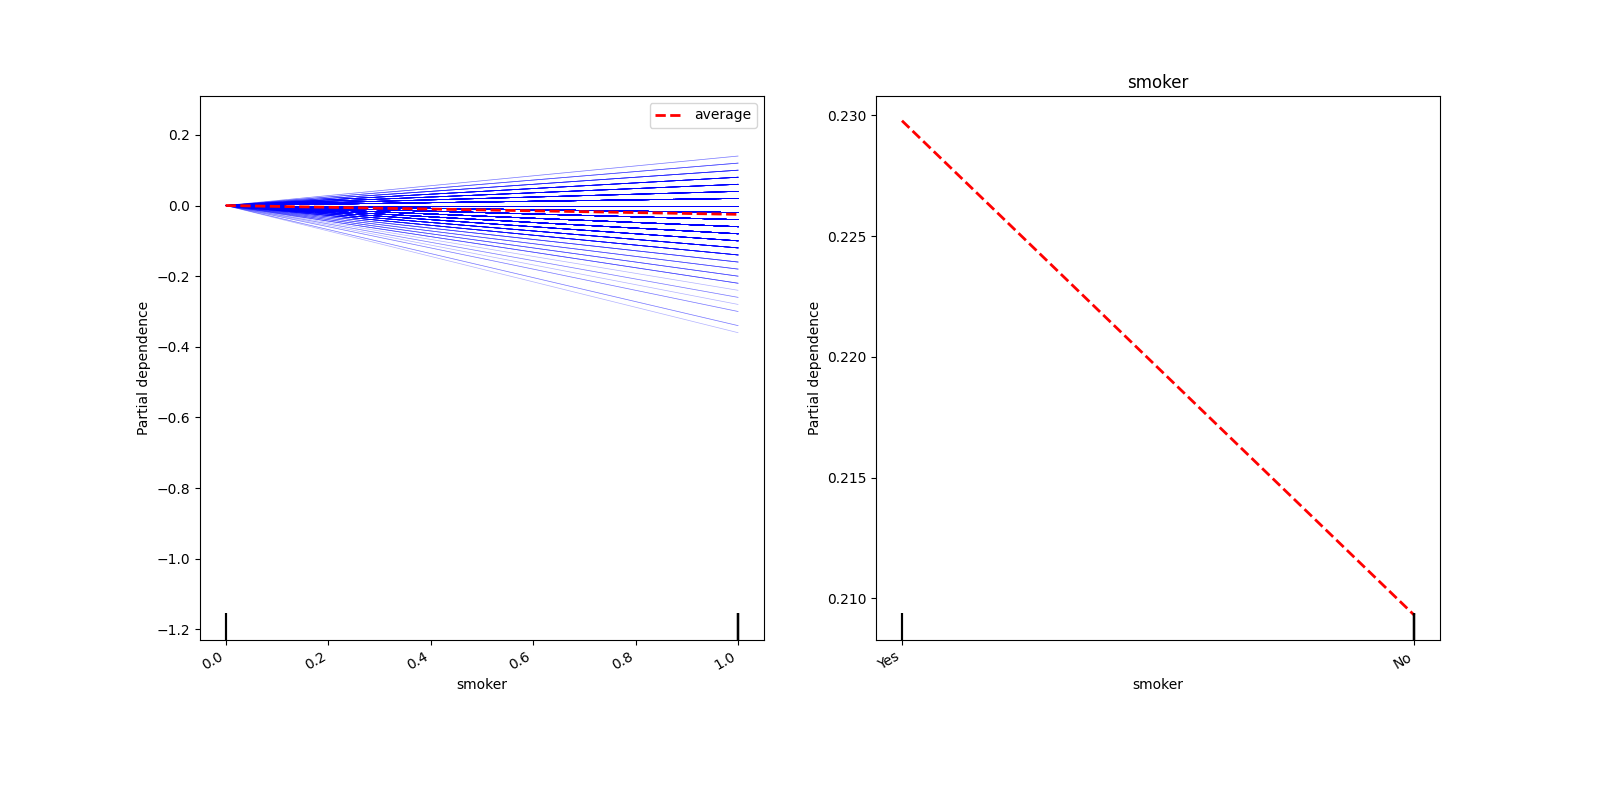 average
0.2
0.0
−0.2
−0.4
−0.6
−0.8
−1.0
−1.2
Partial dependence
0.0 0.2 0.4 0.6 0.8 1.0
smoker
smoker
0.230
0.225
0.220
0.215
0.210
Partial dependence
Yes No
smoker